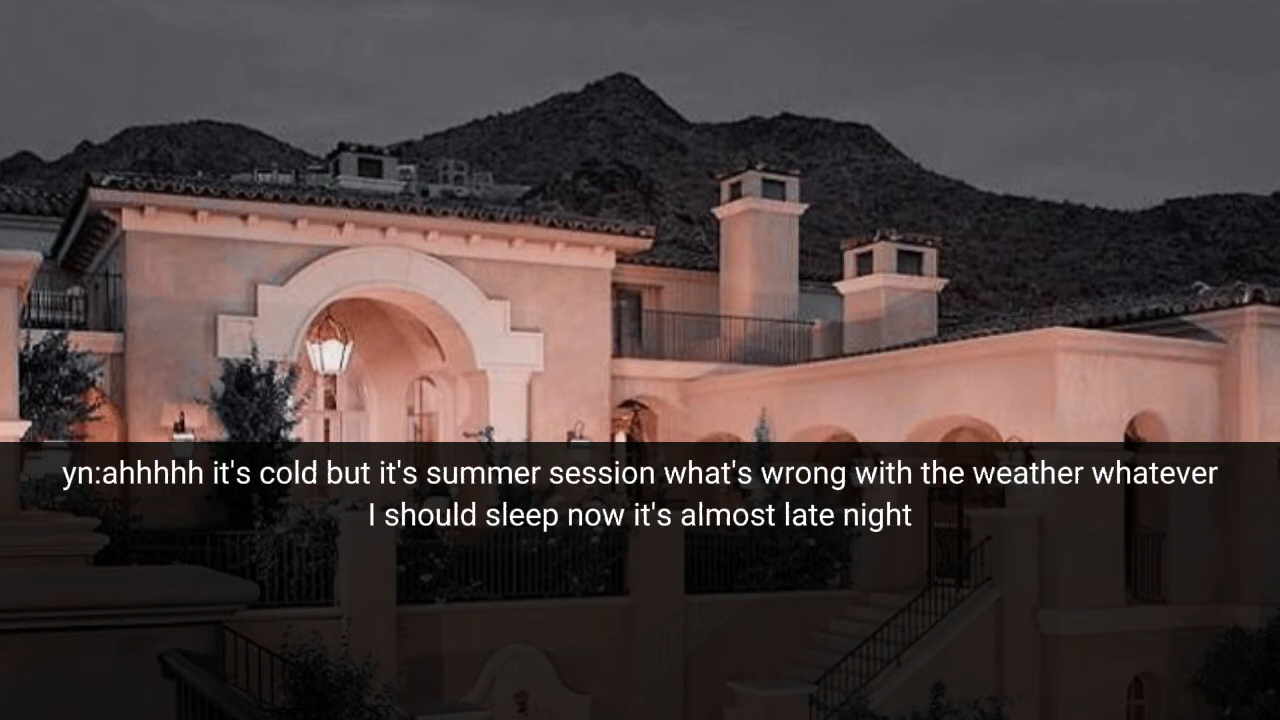 yn:ahhhhh it's cold but it's summer session what's wrong with the weather whatever
I should sleep now it's almost late night